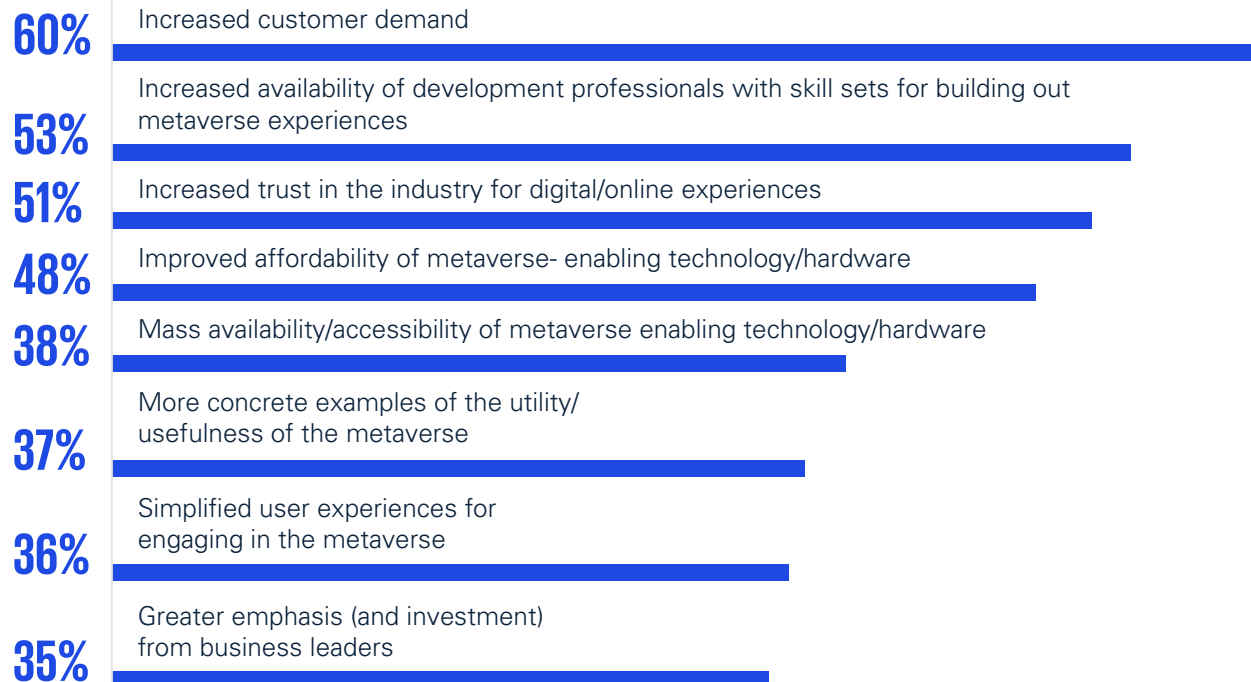 60%
Increased customer demand
53%
Increased availability of development professionals with skill sets for building out
metaverse experiences
51%
Increased trust in the industry for digital/online experiences
48%
Improved affordability of metaverse- enabling technology/hardware
38%
Mass availability/accessibility of metaverse enabling technology/hardware
37%
More concrete examples of the utility/
usefulness of the metaverse
36%
Simplified user experiences for
engaging in the metaverse
35%
Greater emphasis (and investment)
from business leaders